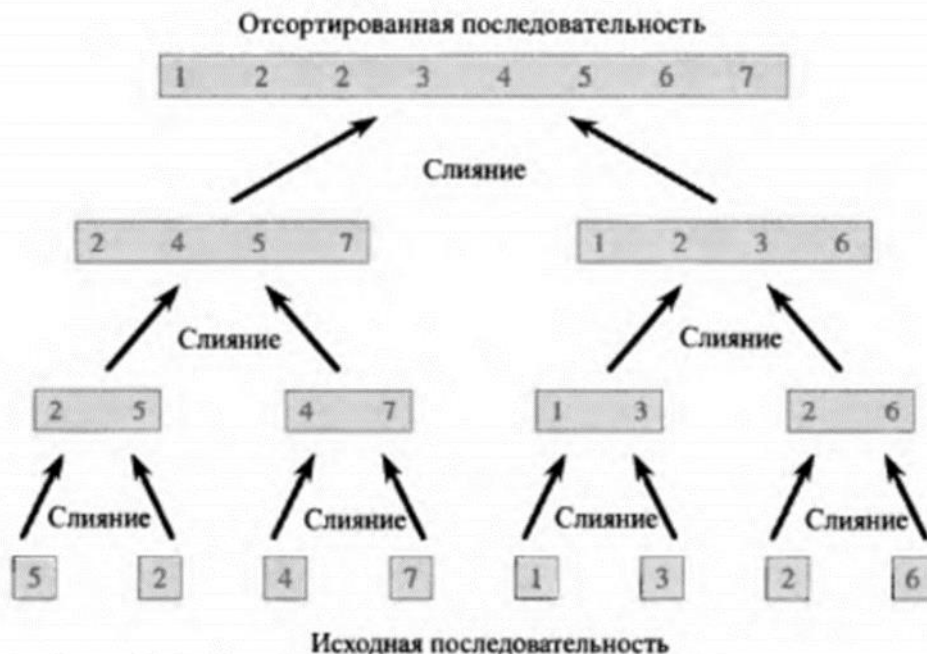 Отсортированная последовательность
1 2 2 3 4 5 6 7
Слияние
2 4 5 7
1 2 3 6
Слияние
Слияние
2 5
4 7
1 3
2 6
Слияние
Слияние
Слияние
Слияние
5
2
4
7
1
3
2
6
Исходная последовательность